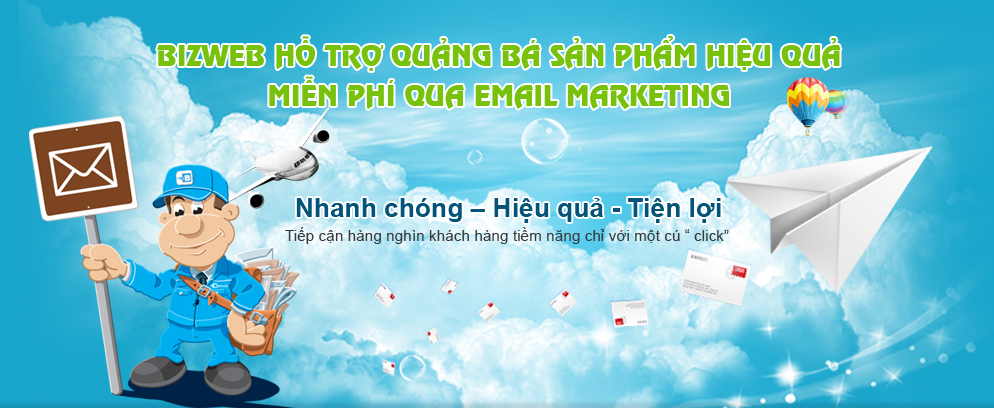 BIZWEB HỖ TRỢ QUẢNG BÁ SẢN PHẨM HIỆU QUẢ
MIỄN PHÍ QUA EMAIL MARKETING
Nhanh chóng – Hiệu quả - Tiện lợi
Tiếp cận hàng nghìn khách hàng tiềm năng chỉ với một cú “ click”